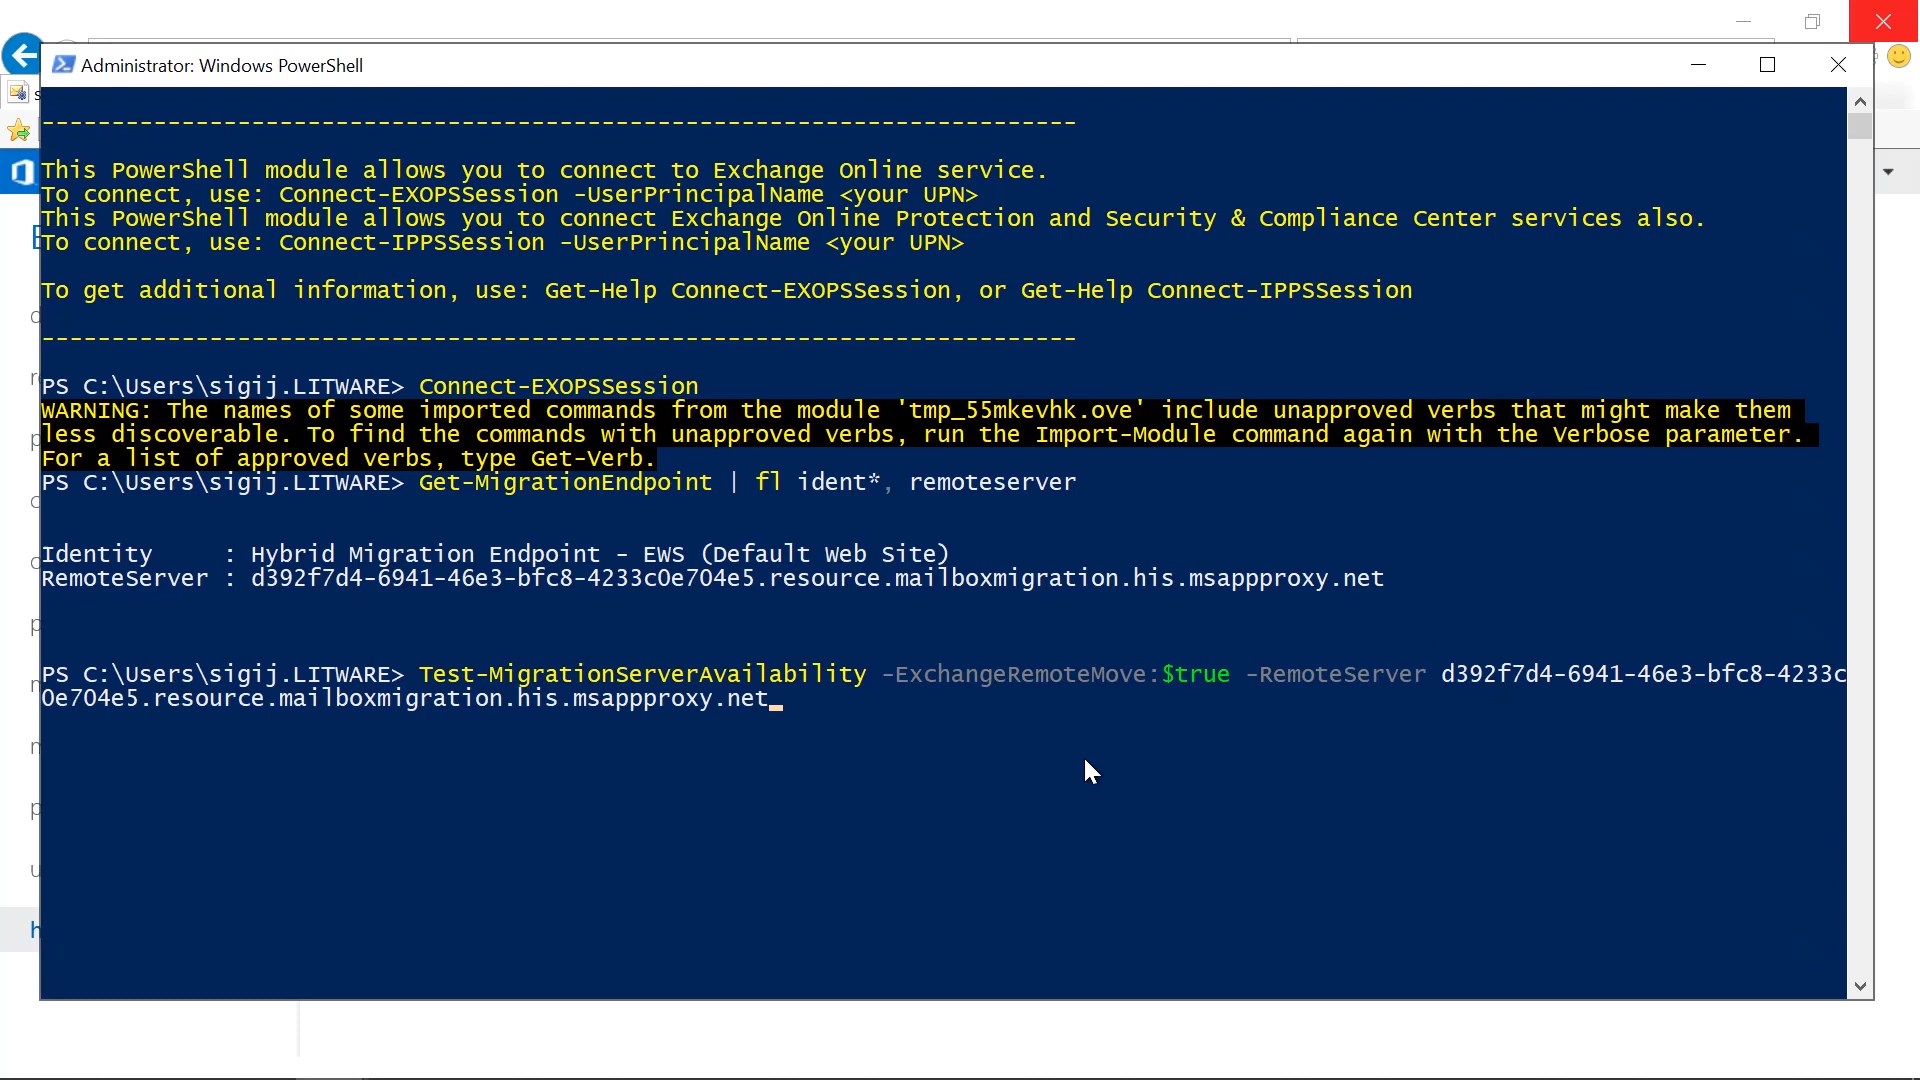 Administrator: Windows PowerShell
--------------------------------------------------------------------------
This PowerShell module allows you to connect to Exchange Online service.
To connect, use: Connect-EXOPSSession -UserPrincipalName <your UPN>
This PowerShell module allows you to connect Exchange Online Protection and Security & Compliance Center services also.
To connect, use: Connect-IPPSSession -UserPrincipalName <your UPN>
To get additional information, use: Get-Help Connect-EXOPSSession, or Get-Help Connect-IPPSSession
--------------------------------------------------------------------------
PS C:\Users\sigij.LITWARE> Connect-EXOPSSession
WARNING: The names of some imported commands from the module 'tmp_55mkevhk.ove' include unapproved verbs that might make them
less discoverable. To find the commands with unapproved verbs, run the Import-Module command again with the Verbose parameter.
For a list of approved verbs, type Get-Verb.
PS C:\Users\sigij.LITWARE> Get-MigrationEndpoint | fl ident*, remoteserver
Identity     : Hybrid Migration Endpoint - EWS (Default Web Site)
RemoteServer : d392f7d4-6941-46e3-bfc8-4233c0e704e5.resource.mailboxmigration.his.msappproxy.net
PS C:\Users\sigij.LITWARE> Test-MigrationServerAvailability -ExchangeRemoteMove:$true -RemoteServer d392f7d4-6941-46e3-bfc8-4233c
0e704e5.resource.mailboxmigration.his.msappproxy.net_